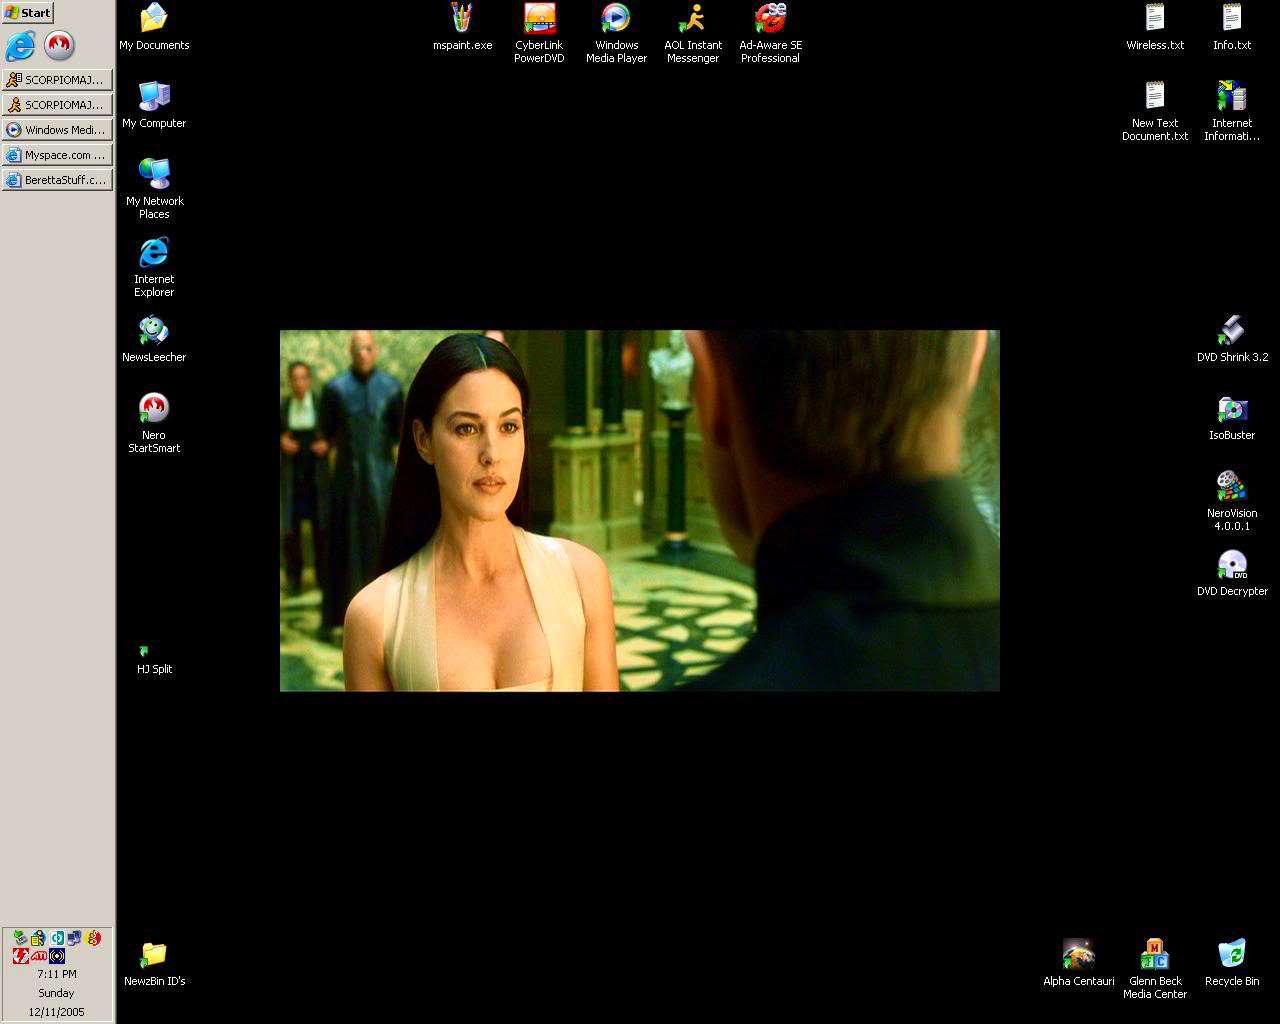 Start
SCORPIOMAJ...
SCORPIOMAJ...
Windows Medi...
Myspace.com ...
BerettaStuff.c...
My Documents
My Computer
My Network
Places
Internet
Explorer
NewsLeecher
Nero
StartSmart
HJ Split
NewzBin ID's
mspaint.exe
CyberLink
PowerDVD
Windows
Media Player
AOL Instant
Messenger
Ad-Aware SE
Professional
Wireless.txt
Info.txt
New Text
Document.txt
Internet
Informati...
DVD Shrink 3.2
IsoBuster
NeroVision
4.0.0.1
DVD Decrypter
Alpha Centauri
Glenn Beck
Media Center
Recycle Bin
7:11 PM
Sunday
12/11/2005